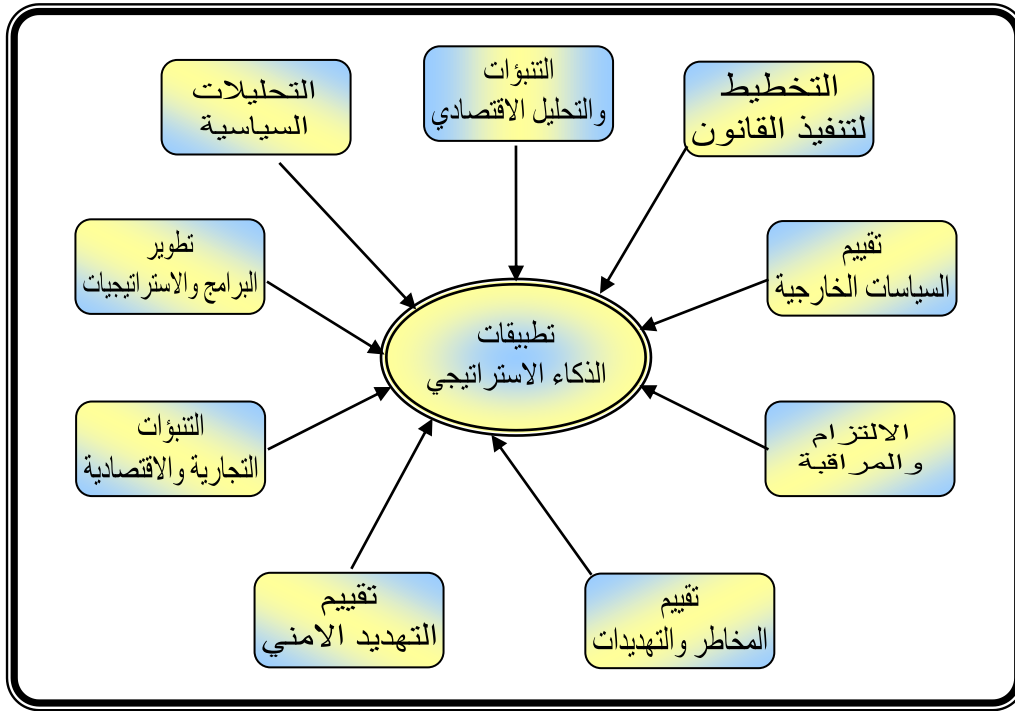 التخطيط
لتنفيذ القانون
التنبؤات
والتحليل الاقتصادي
التحليلات
السياسية
تقييم
السياسات الخارجية
تطوير
البرامج والاستراتيجيات
تطبيقات
الذكاء الاستراتيجي
الالتزام
والمراقبة
التنبؤات
التجارية والاقتصادية
تقييم
المخاطر والتهديدات
تقييم
التهديد الامني